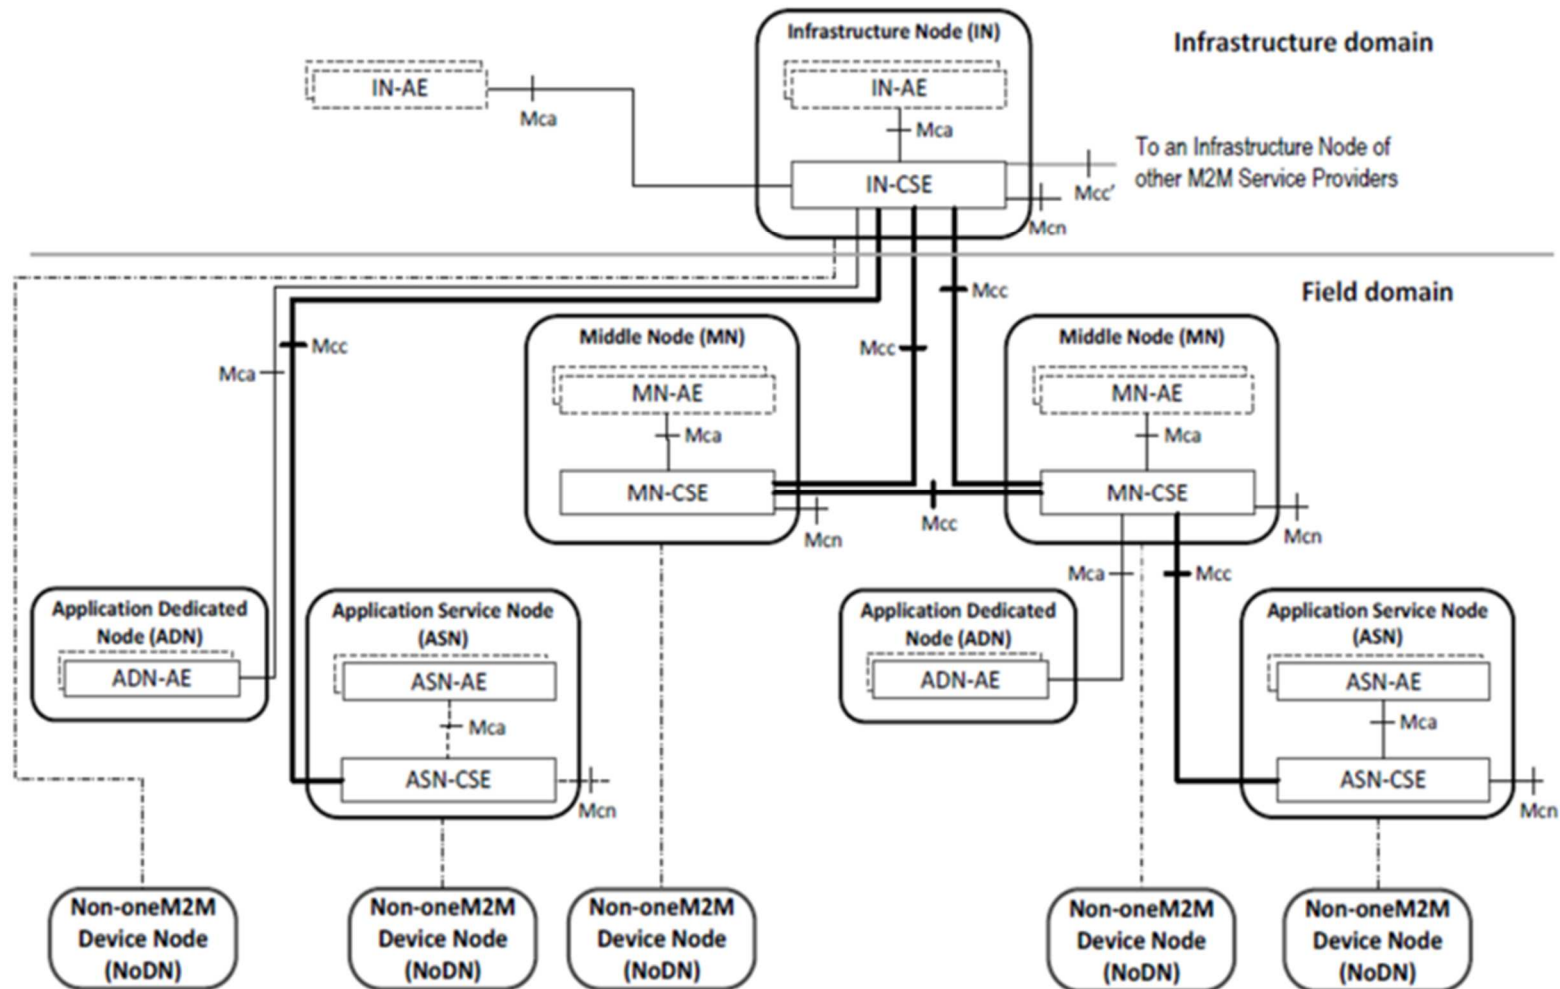 Infrastructure Node (IN)
Infrastructure domain
IN-AE
Mca
IN-AE
Mca
To an Infrastructure Node of
other M2M Service Providers
IN-CSE
Mcc'
Mcn
Field domain
Mcc
Mcc
Mca
Mcc
Middle Node (MN)
MN-AE
Mca
MN-CSE
Mcn
Mcc
Middle Node (MN)
MN-AE
Mca
MN-CSE
Mcn
Mca
Mcc
Application Dedicated
Node (ADN)
ADN-AE
Application Service Node
(ASN)
ASN-AE
Mca
ASN-CSE
Mcn
Application Dedicated
Node (ADN)
ADN-AE
Application Service Node
(ASN)
ASN-AE
Mca
ASN-CSE
Mcn
Non-oneM2M
Device Node
(NoDN)
Non-oneM2M
Device Node
(NoDN)
Non-oneM2M
Device Node
(NoDN)
Non-oneM2M
Device Node
(NoDN)
Non-oneM2M
Device Node
(NoDN)